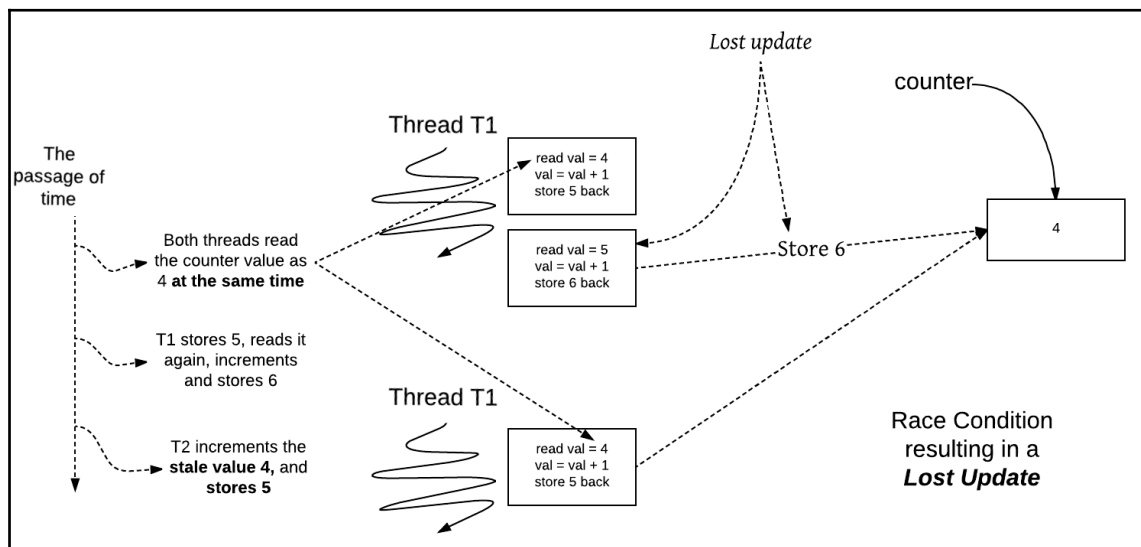 Lost update
counter
Thread T1
The
passage of
time
read val = 4
val = val + 1
store 5 back
4
Both threads read
the counter value as
4 at the same time
read val = 5
val = val + 1
store 6 back
Store 6
T1 stores 5, reads it
again, increments
and stores 6
Thread T1
T2 increments the
stale value 4, and
stores 5
read val = 4
val = val + 1
store 5 back
Race Condition
resulting in a
Lost Update